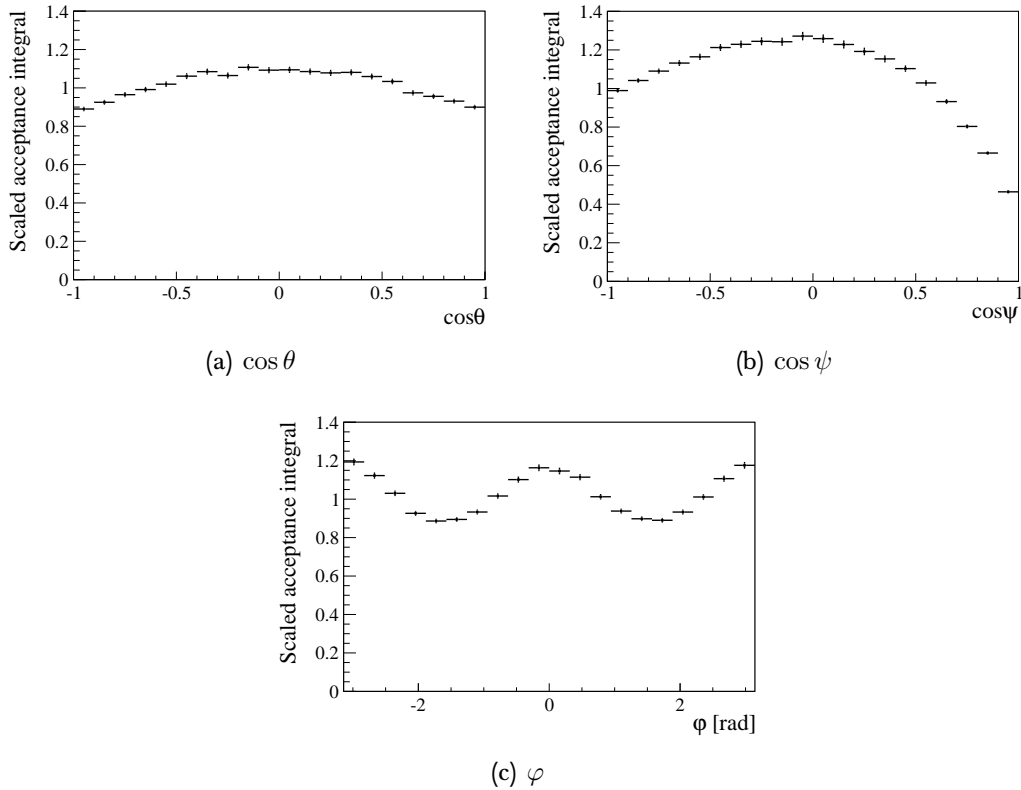 Scaled acceptance integral
1.4
1.2
1
0.8
0.6
0.4
0.2
0
-1 -0.5 0 0.5 1
cosθ
(a) cos θ
Scaled acceptance integral
1.4
1.2
1
0.8
0.6
0.4
0.2
0
-1 -0.5 0 0.5 1
cosψ
(b) cos ψ
Scaled acceptance integral
1.4
1.2
1
0.8
0.6
0.4
0.2
0
-2 0 2
φ [rad]
(c) φ